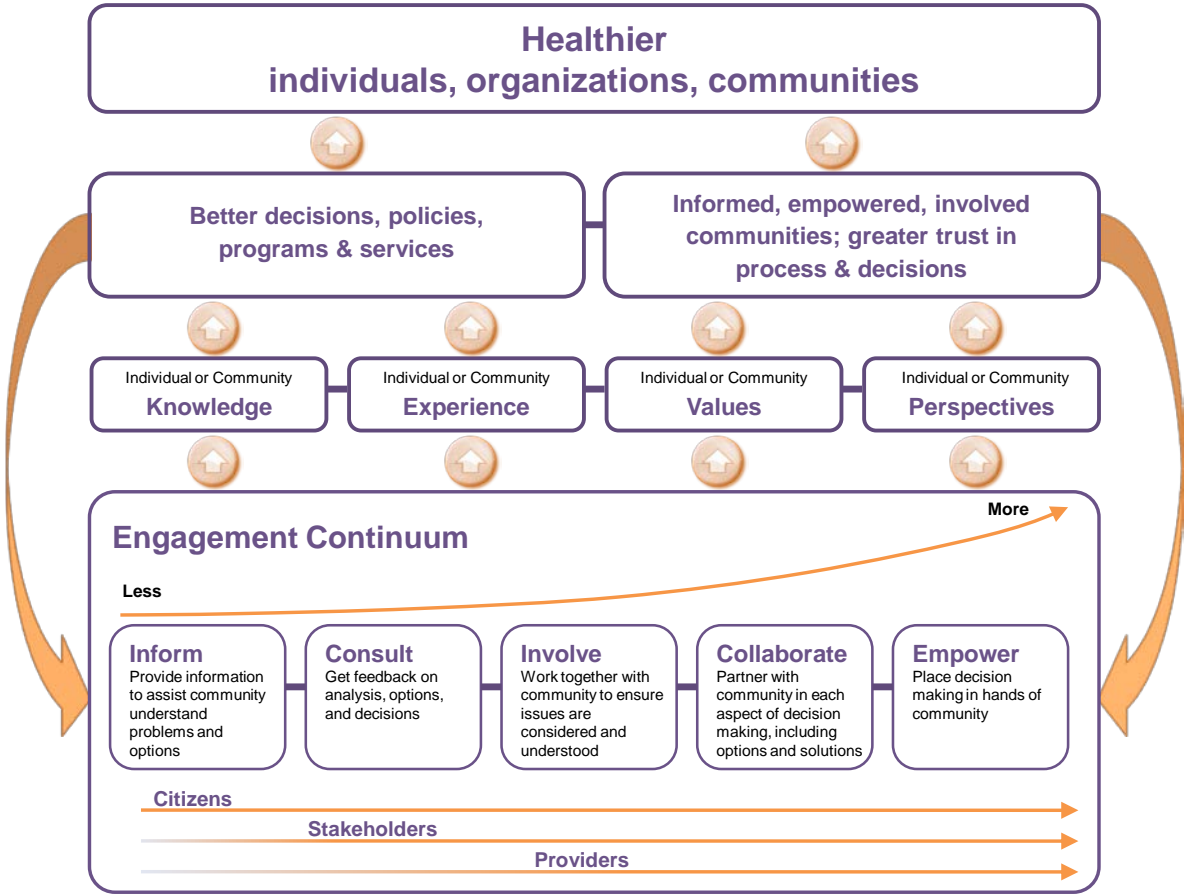 Healthier
individuals, organizations, communities
Better decisions, policies,
programs & services
Informed, empowered, involved
communities; greater trust in
process & decisions
Individual or Community
Knowledge
Individual or Community
Experience
Individual or Community
Values
Individual or Community
Perspectives
Engagement Continuum
More
Less
Inform
Provide information
to assist community
understand
problems and
options
Consult
Get feedback on
analysis, options,
and decisions
Involve
Work together with
community to ensure
issues are
considered and
understood
Collaborate
Partner with
community in each
aspect of decision
making, including
options and solutions
Empower
Place decision
making in hands of
community
Citizens
Stakeholders
Providers